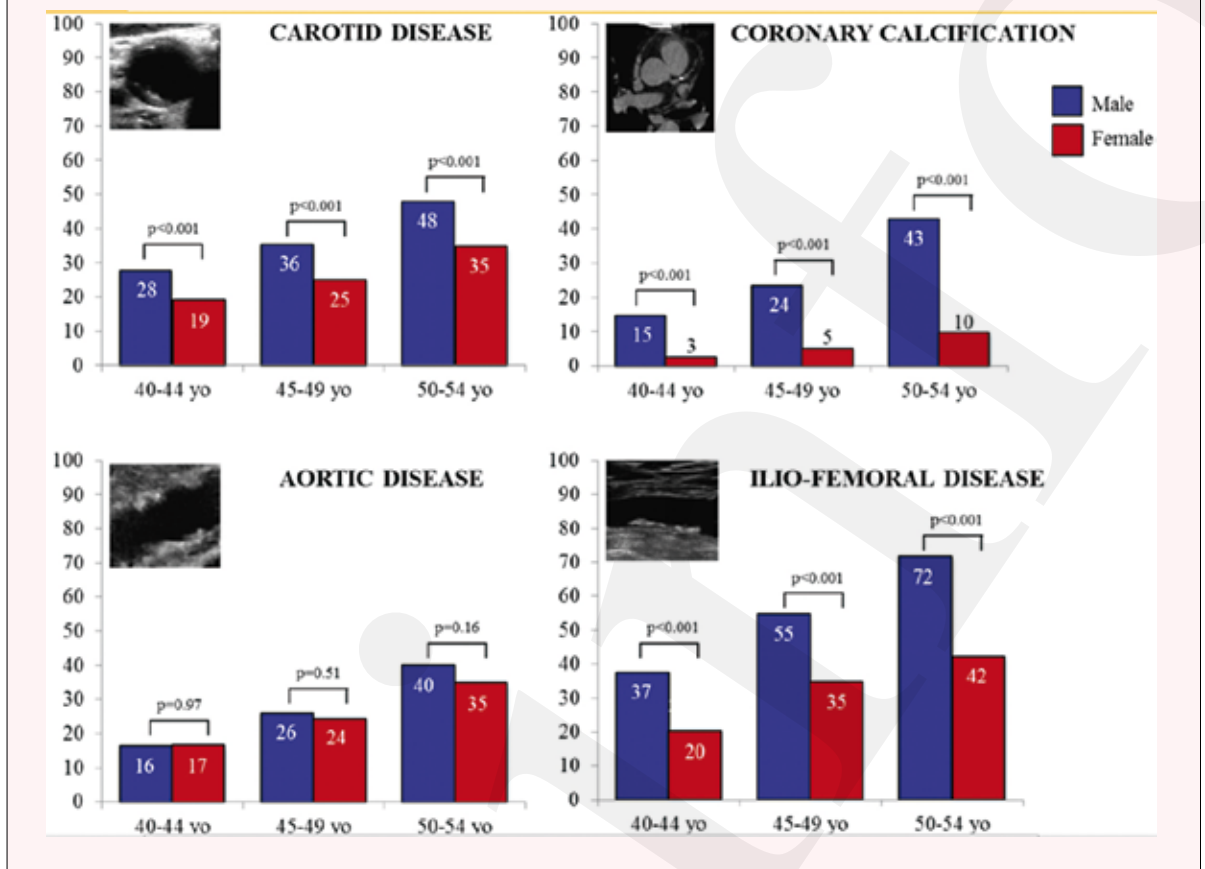 CAROTID DISEASE
100
90
80
70
60
50
40
30
20
10
0
p<0.001
p<0.001
p<0.001
28
19
36
25
48
35
40-44 yo
45-49 yo
50-54 yo
CORONARY CALCIFICATION
100
90
80
70
60
50
40
30
20
10
0
Male
Female
p<0.001
p<0.001
p<0.001
15
3
24
5
43
10
40-44 yo
45-49 yo
50-54 yo
AORTIC DISEASE
100
90
80
70
60
50
40
30
20
10
0
p=0.97
p=0.51
p=0.16
16
17
26
24
40
35
40-44 yo
45-49 yo
50-54 yo
ILIO-FEMORAL DISEASE
100
90
80
70
60
50
40
30
20
10
0
p<0.001
p<0.001
p<0.001
37
20
55
35
72
42
40-44 yo
45-49 yo
50-54 yo